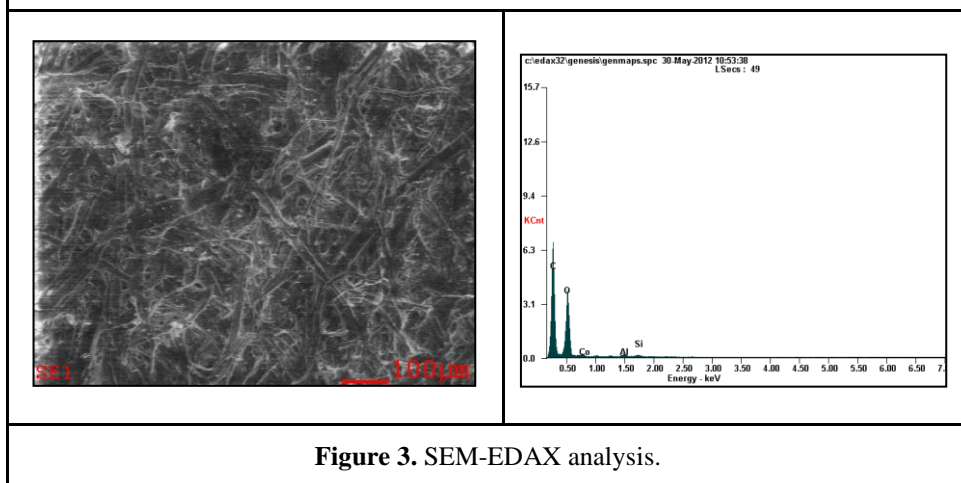 SE1
100µm
c:\edax32\genesis\genmaps.spc 30-May-2012 10:53:38
LSecs : 49
15.7
12.6
9.4
KCnt
6.3
3.1
0.0
C
O
Co
Al
Si
0.50 1.00 1.50 2.00 2.50 3.00 3.50 4.00 4.50 5.00 5.50 6.00 6.50 7.
Energy - keV
Figure 3. SEM-EDAX analysis.